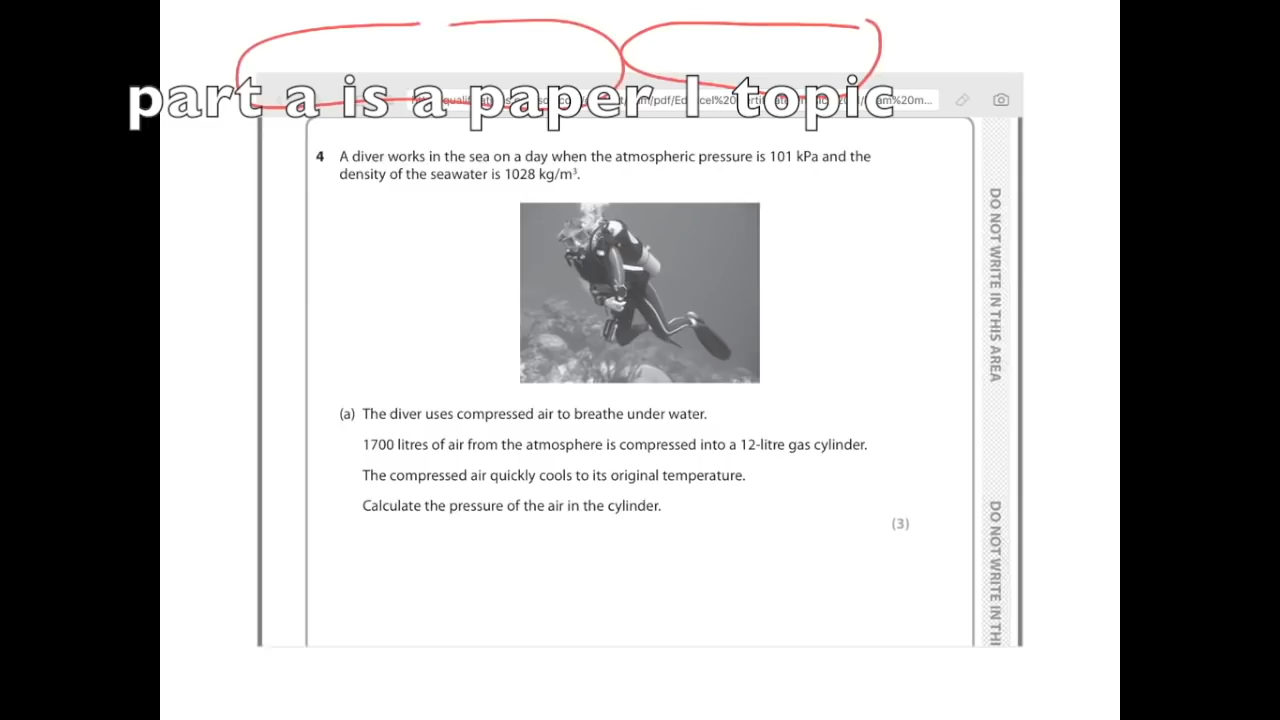 part a is a paper 1 topic
4 A diver works in the sea on a day when the atmospheric pressure is 101 kPa and the
density of the seawater is 1028 kg/m³.
(a) The diver uses compressed air to breathe under water.
1700 litres of air from the atmosphere is compressed into a 12-litre gas cylinder.
The compressed air quickly cools to its original temperature.
Calculate the pressure of the air in the cylinder.
(3)
DO NOT WRITE IN THIS AREA
DO NOT WRITE IN THI